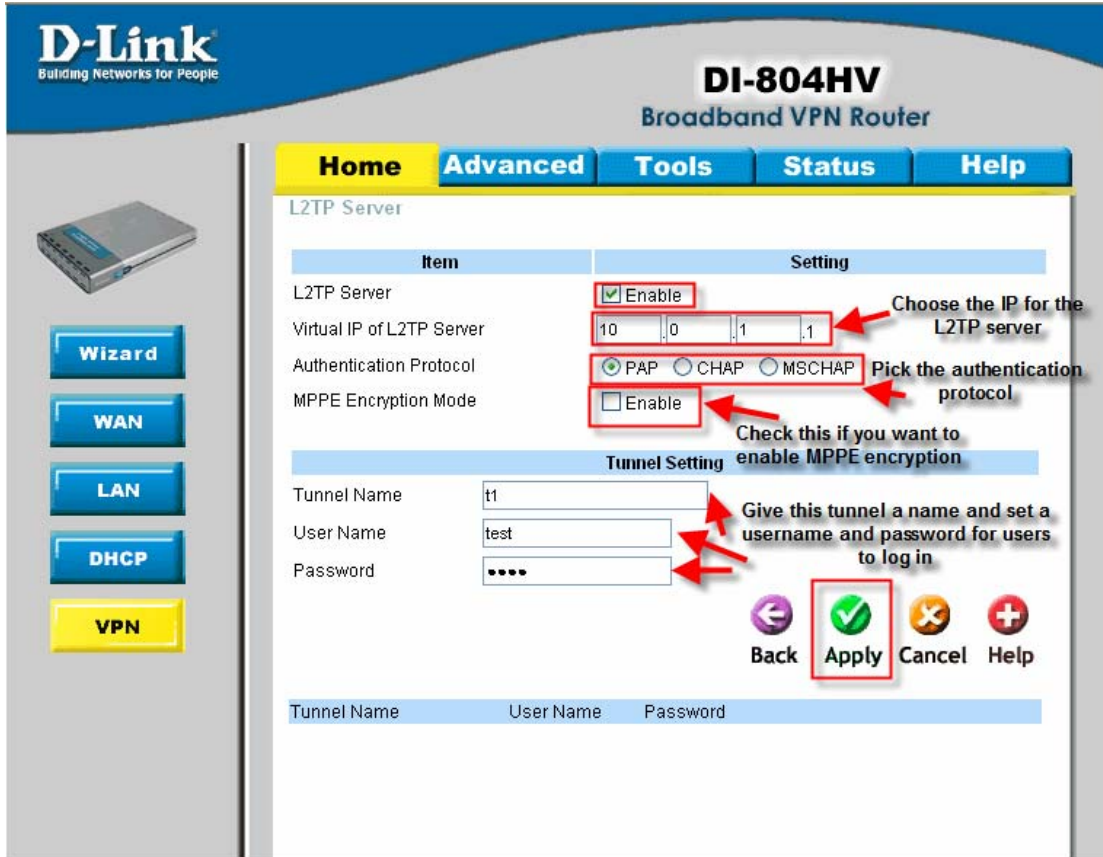 D-Link
Building Networks for People
DI-804HV
Broadband VPN Router
Home Advanced Tools Status Help
L2TP Server
Item Setting
L2TP Server Enable
Virtual IP of L2TP Server 10 .0 .1 .1
Choose the IP for the
L2TP server
Authentication Protocol PAP CHAP MSCHAP
Pick the authentication
protocol
MPPE Encryption Mode Enable
Check this if you want to
enable MPPE encryption
Tunnel Setting
Tunnel Name t1
User Name test
Password ••••
Give this tunnel a name and set a
username and password for users
to log in
Back Apply Cancel Help
Tunnel Name User Name Password
Wizard
WAN
LAN
DHCP
VPN